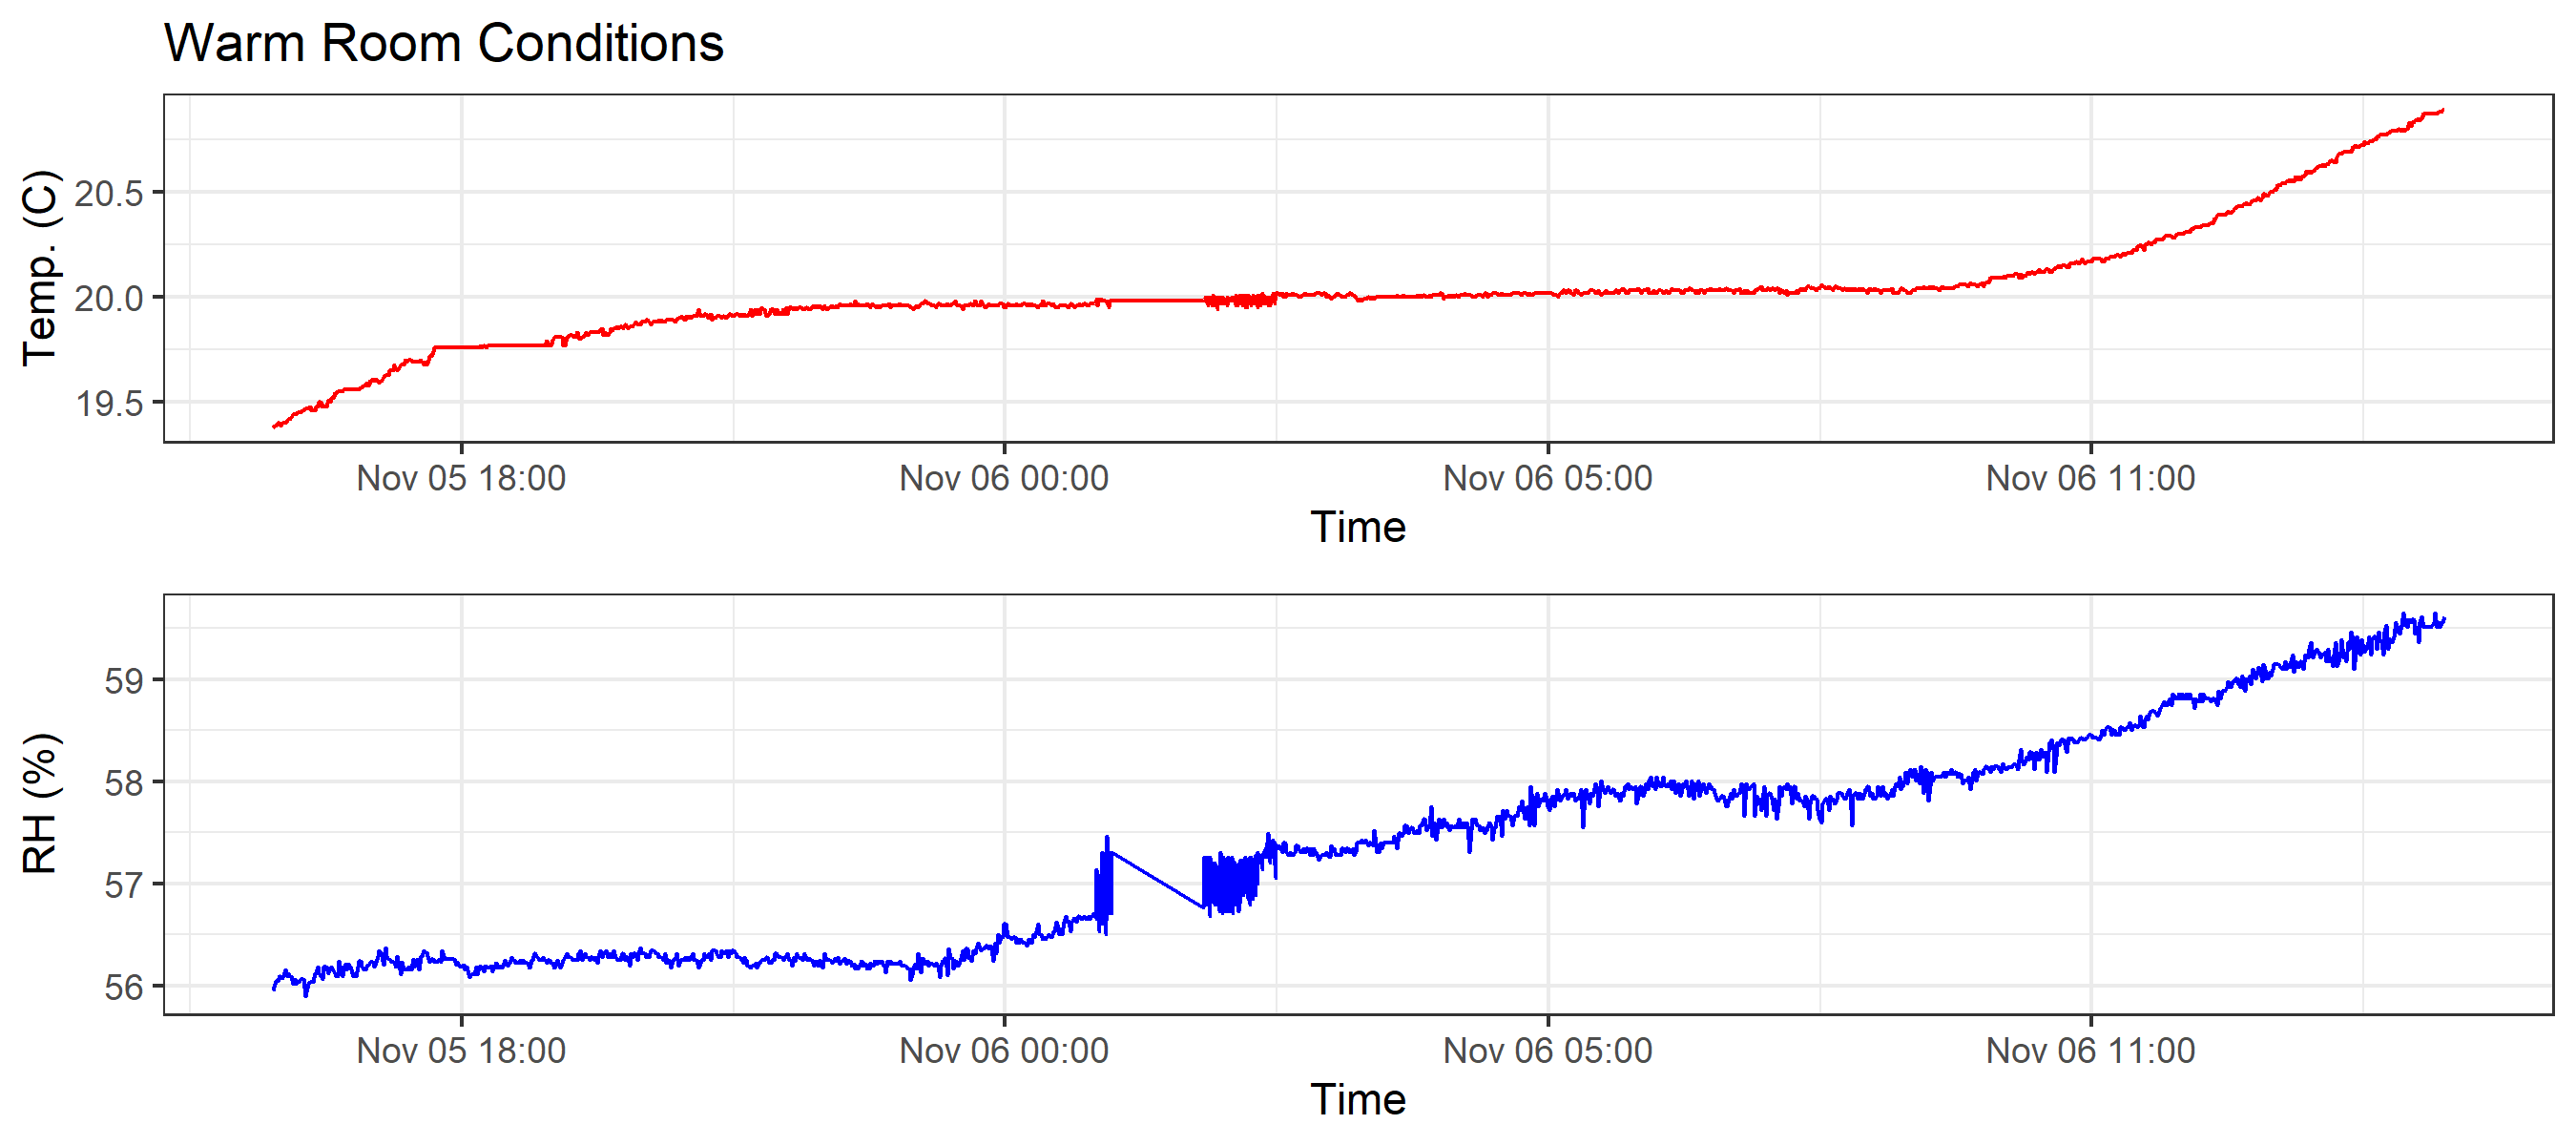 Warm Room Conditions
Temp. (C)
20.5
20.0
19.5
Nov 05 18:00 Nov 06 00:00 Nov 06 05:00 Nov 06 11:00
Time
RH (%)
59
58
57
56
Nov 05 18:00 Nov 06 00:00 Nov 06 05:00 Nov 06 11:00
Time